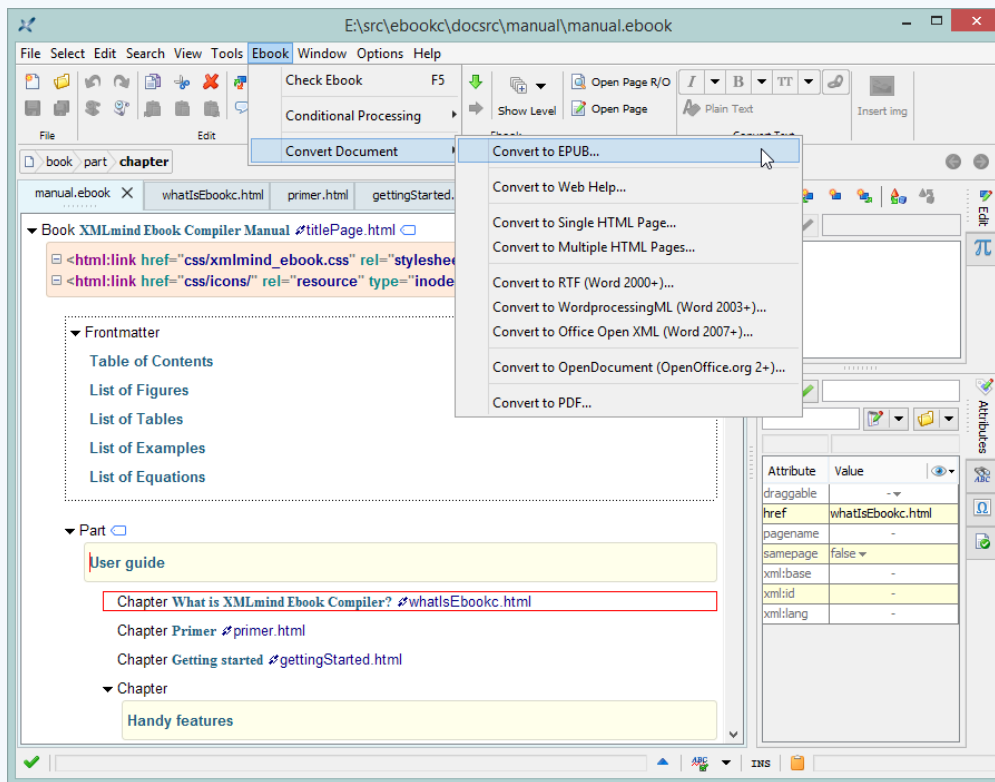 E:\src\ebookc\docsrc\manual\manual.ebook
File Select Edit Search View Tools Ebook Window Options Help
Check Ebook F5
Conditional Processing
Convert Document
Open Page R/O
Show Level
Open Page
I B TT
Plain Text
Insert img
File
Edit
book part chapter
Convert to EPUB...
Convert to Web Help...
Convert to Single HTML Page...
Convert to Multiple HTML Pages...
Convert to RTF (Word 2000+)...
Convert to WordprocessingML (Word 2003+)...
Convert to Office Open XML (Word 2007+)...
Convert to OpenDocument (OpenOffice.org 2+)...
Convert to PDF...
manual.ebook whatIsEbookc.html primer.html gettingStarted.
Book XMLmind Ebook Compiler Manual titlePage.html
<html:link href="css/xmlmind_ebook.css" rel="styleshe
<html:link href="css/icons/" rel="resource" type="inode
Frontmatter
Table of Contents
List of Figures
List of Tables
List of Examples
List of Equations
Part
User guide
Chapter What is XMLmind Ebook Compiler? whatIsEbookc.html
Chapter Primer primer.html
Chapter Getting started gettingStarted.html
Chapter
Handy features
Edit
π
Attributes
Attribute Value
draggable -
href whatIsEbookc.html
pagename -
samepage false
xml:base -
xml:id -
xml:lang -
ABC
Ω
ABC
INS